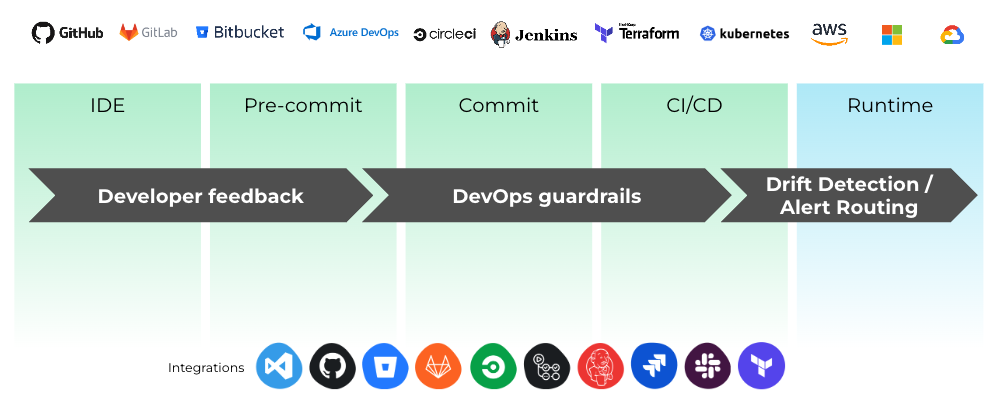 GitHub
GitLab
Bitbucket
Azure DevOps
circleci
Jenkins
HashiCorp
Terraform
kubernetes
aws
IDE
Pre-commit
Commit
CI/CD
Runtime
Developer feedback
DevOps guardrails
Drift Detection /
Alert Routing
Integrations